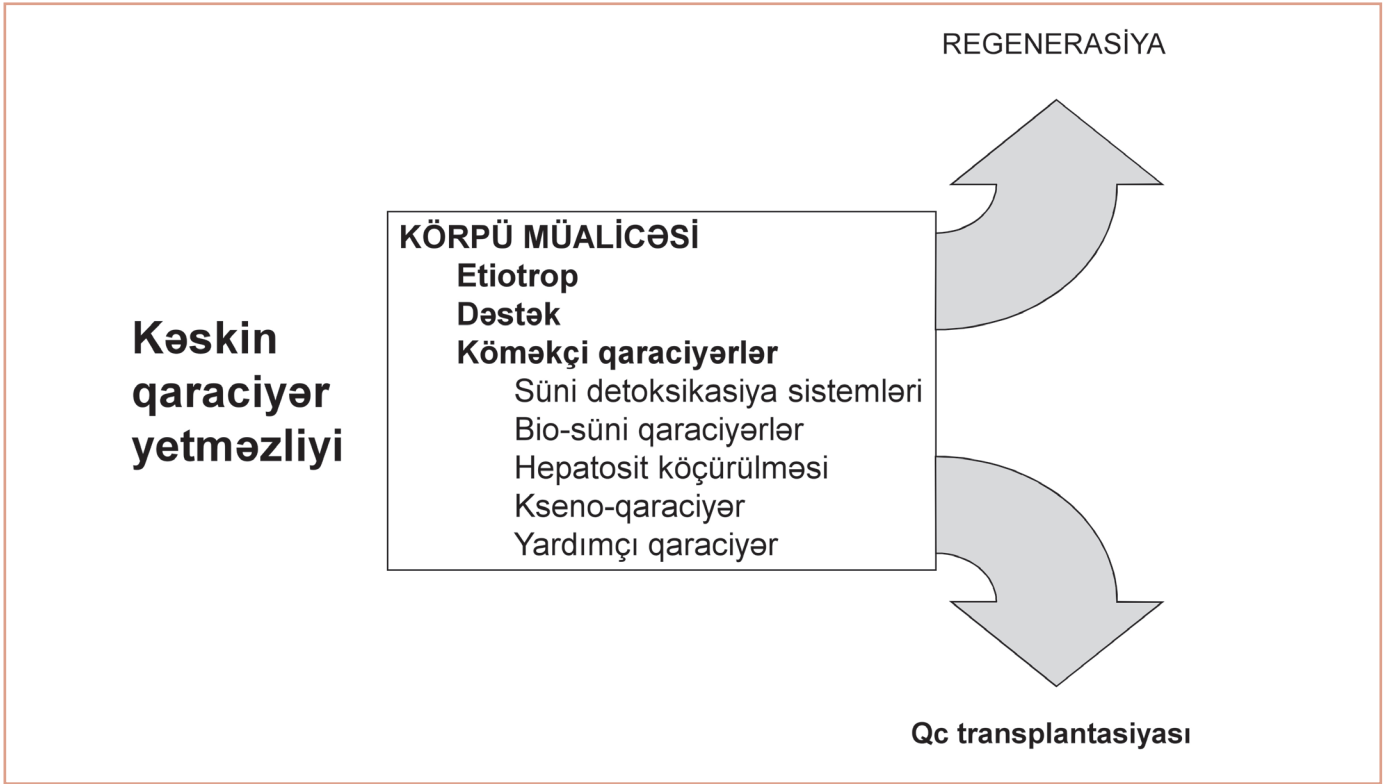 REGENERASİYA
KÖRPÜ MÜALİCƏSİ
Etiotrop
Dəstək
Köməkçi qaraciyərlər
Süni detoksikasiya sistemləri
Bio-süni qaraciyərlər
Hepatosit köçürülməsi
Kseno-qaraciyər
Yardımçı qaraciyər
Kəskin
qaraciyər
yetməzliyi
Qc transplantasiyası